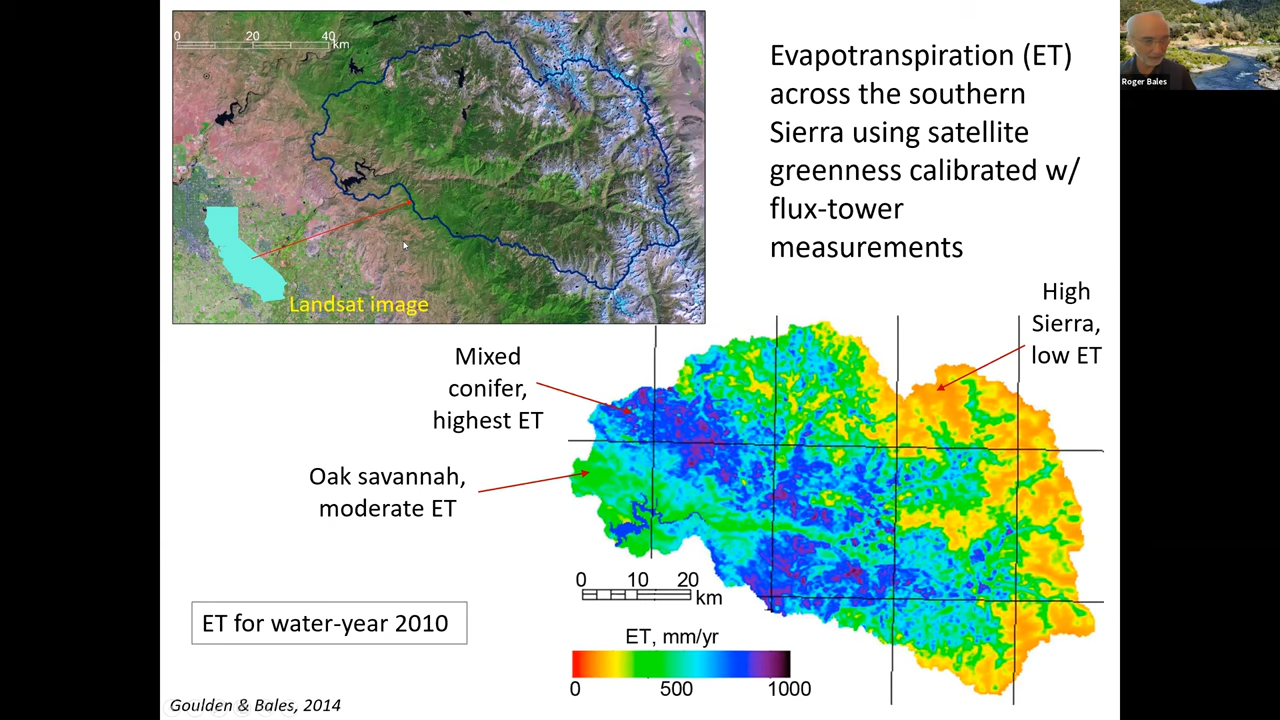 0 20 40
km
Landsat image
Evapotranspiration (ET)
across the southern
Sierra using satellite
greenness calibrated w/
flux-tower
measurements
Roger Bales
High
Sierra,
low ET
Mixed
conifer,
highest ET
Oak savannah,
moderate ET
0 10 20
km
ET for water-year 2010
ET, mm/yr
0 500 1000
Goulden & Bales, 2014